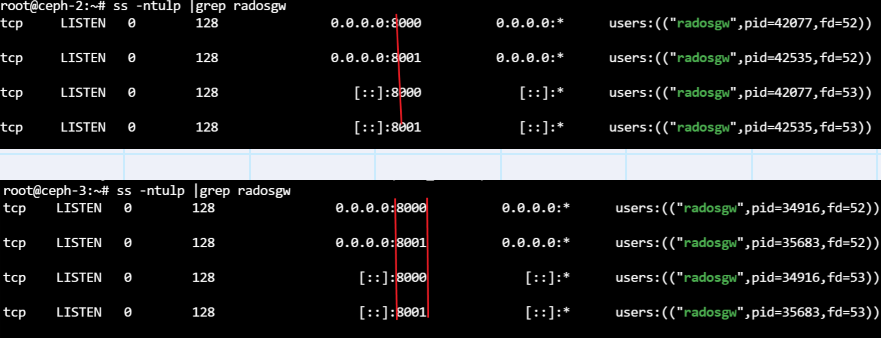 root@ceph-2:~# ss -ntulp |grep radosgw
tcp LISTEN 0 128 0.0.0.0:8000 0.0.0.0:* users:(("radosgw",pid=42077,fd=52))
tcp LISTEN 0 128 0.0.0.0:8001 0.0.0.0:* users:(("radosgw",pid=42535,fd=52))
tcp LISTEN 0 128 [::]:8000 [::]:* users:(("radosgw",pid=42077,fd=53))
tcp LISTEN 0 128 [::]:8001 [::]:* users:(("radosgw",pid=42535,fd=53))
root@ceph-3:~# ss -ntulp |grep radosgw
tcp LISTEN 0 128 0.0.0.0:8000 0.0.0.0:* users:(("radosgw",pid=34916,fd=52))
tcp LISTEN 0 128 0.0.0.0:8001 0.0.0.0:* users:(("radosgw",pid=35683,fd=52))
tcp LISTEN 0 128 [::]:8000 [::]:* users:(("radosgw",pid=34916,fd=53))
tcp LISTEN 0 128 [::]:8001 [::]:* users:(("radosgw",pid=35683,fd=53))